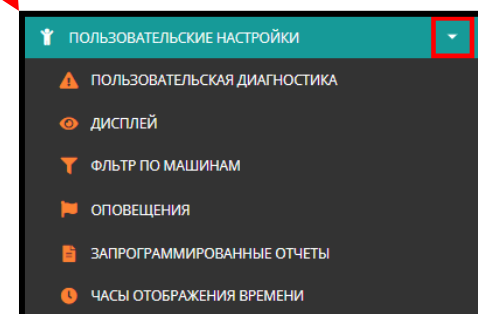 ПОЛЬЗОВАТЕЛЬСКИЕ НАСТРОЙКИ
ПОЛЬЗОВАТЕЛЬСКАЯ ДИАГНОСТИКА
ДИСПЛЕЙ
ФЛЬТР ПО МАШИНАМ
ОПОВЕЩЕНИЯ
ЗАПРОГРАММИРОВАННЫЕ ОТЧЕТЫ
ЧАСЫ ОТОБРАЖЕНИЯ ВРЕМЕНИ